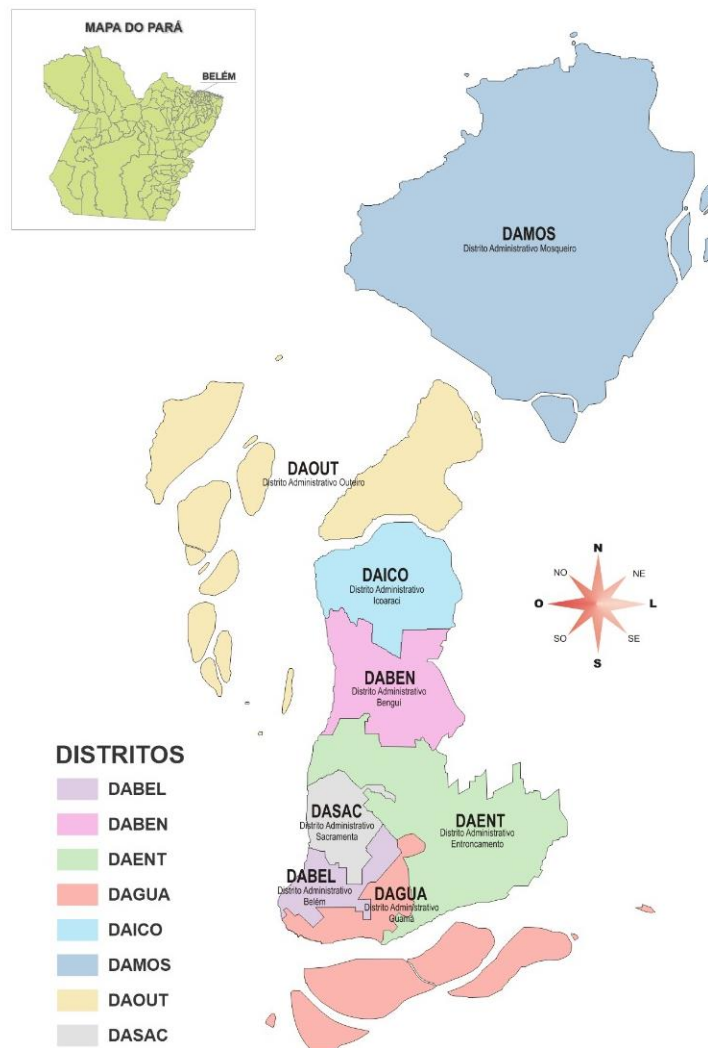 MAPA DO PARÁ
BELÉM
DAMOS
Distrito Administrativo Mosqueiro
DAOUT
Distrito Administrativo Outeiro
DAICO
Distrito Administrativo
Icoaraci
N
NO
NE
O
L
SO
SE
S
DABEN
Distrito Administrativo
Benguí
DISTRITOS
DABEL
DABEN
DAENT
DAGUA
DAICO
DAMOS
DAOUT
DASAC
DASAC
Distrito Administrativo
Sacramenta
DAENT
Distrito Administrativo
Entroncamento
DABEL
Distrito Administrativo
Belém
DAGUA
Distrito Administrativo
Guamá